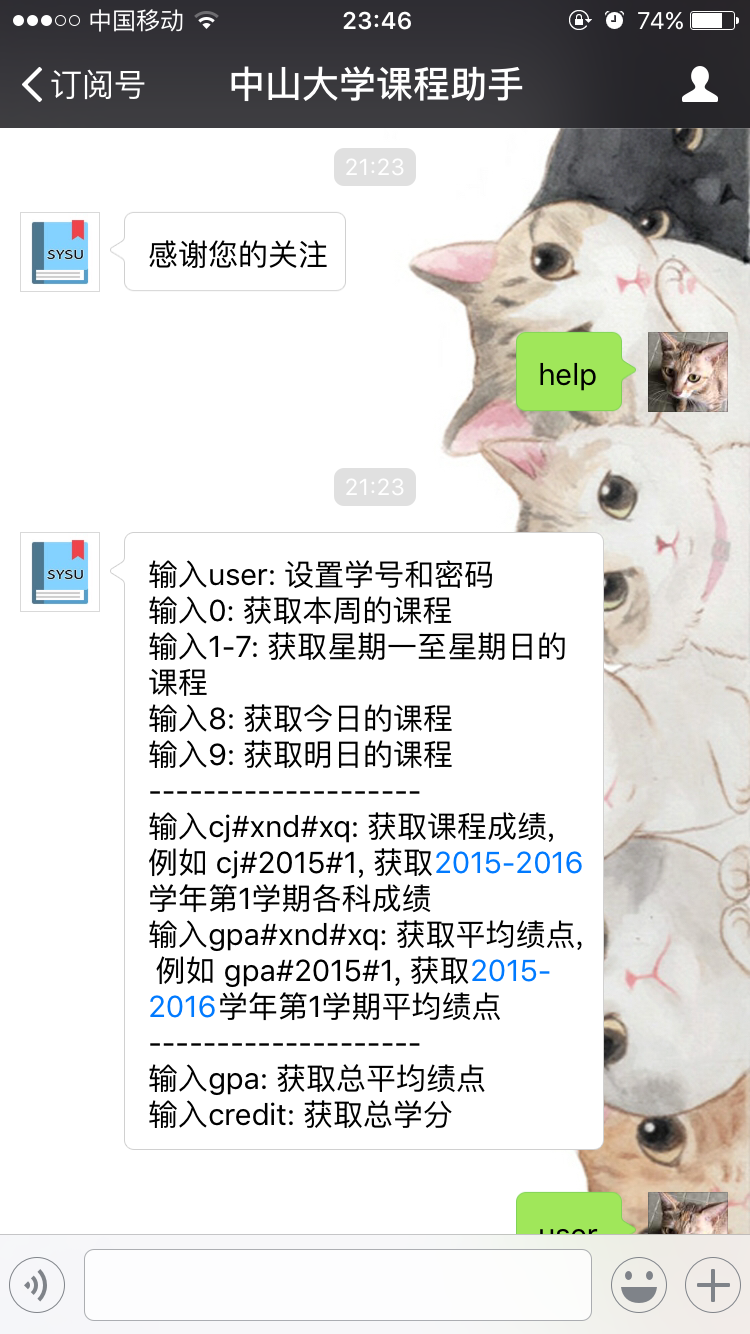 中国移动 23:46 74%
订阅号 中山大学课程助手
21:23
SYSU
感谢您的关注
help
21:23
SYSU
输入user: 设置学号和密码
输入0: 获取本周的课程
输入1-7: 获取星期一至星期日的
课程
输入8: 获取今日的课程
输入9: 获取明日的课程
--------------------
输入cj#xnd#xq: 获取课程成绩,
例如 cj#2015#1, 获取2015-2016
学年第1学期各科成绩
输入gpa#xnd#xq: 获取平均绩点,
例如 gpa#2015#1, 获取2015-
2016学年第1学期平均绩点
--------------------
输入gpa: 获取总平均绩点
输入credit: 获取总学分
user